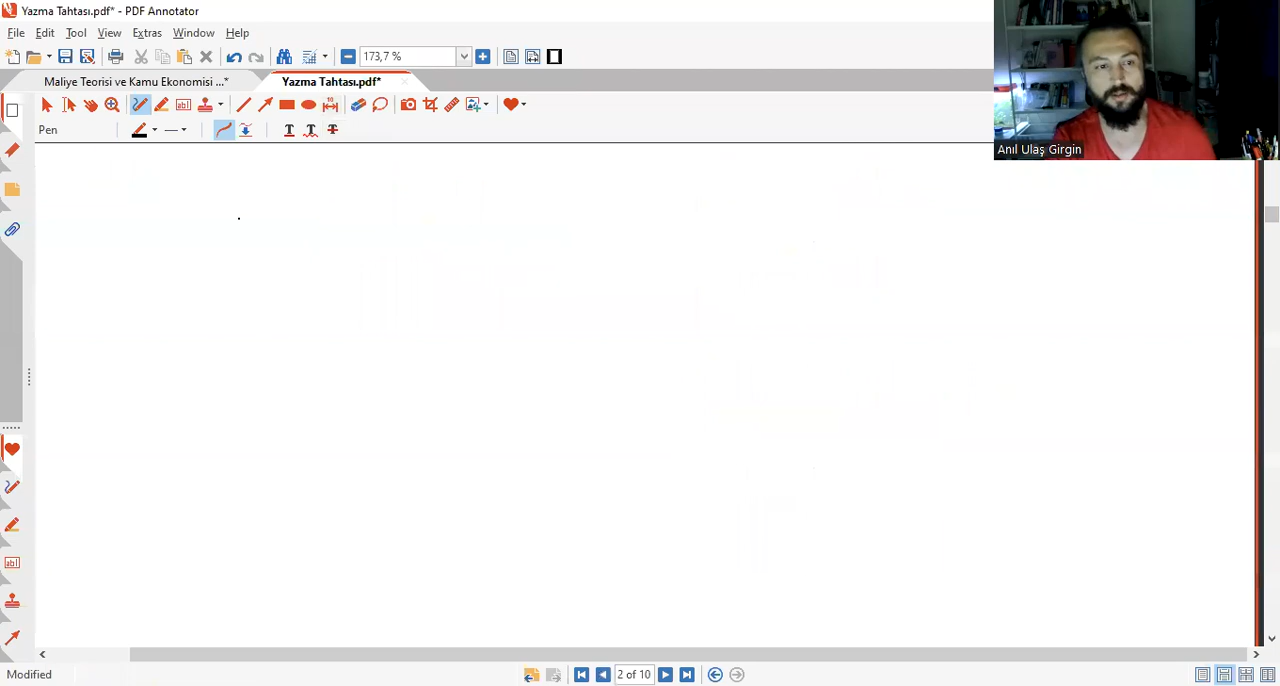 Yazma Tahtası.pdf* - PDF Annotator
File Edit Tool View Extras Window Help
173,7 %
Maliye Teorisi ve Kamu Ekonomisi ...* Yazma Tahtası.pdf*
Pen
Anıl Ulaş Girgin
Modified
2 of 10